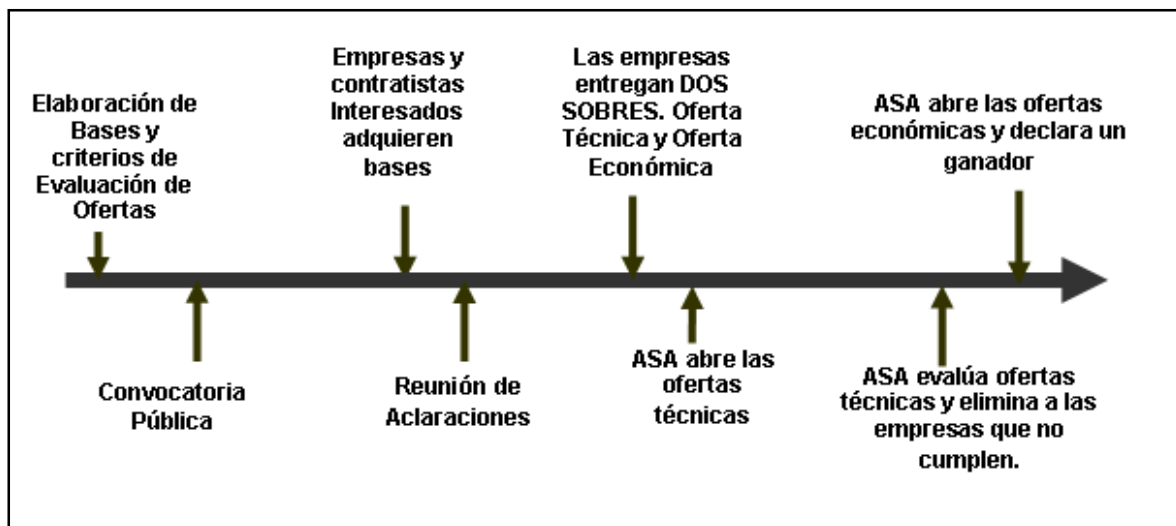 Elaboración de
Bases y
criterios de
Evaluación de
Ofertas
Convocatoria
Pública
Empresas y
contratistas
Interesados
adquieren
bases
Reunión de
Aclaraciones
Las empresas
entregan DOS
SOBRES. Oferta
Técnica y Oferta
Económica
ASA abre las
ofertas
técnicas
ASA evalúa ofertas
técnicas y elimina a las
empresas que no
cumplen.
ASA abre las ofertas
económicas y declara un
ganador